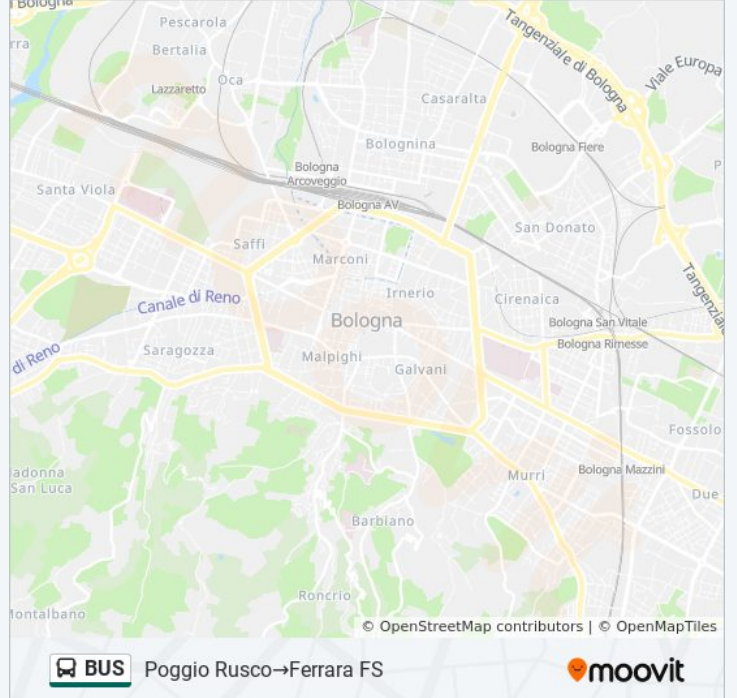 Bologna
Pescarola
Tangenziale di Bologna
Bertalia
Viale Europa
Oca
Lazzaretto
Casaralta
Bolognina
Bologna Fiere
Bologna
Arcoveggio
Santa Viola
Bologna AV
San Donato
Saffi
Marconi
Irnerio
Cirenaica
Canale di Reno
Bologna
Bologna San Vitale
Bologna Rimesse
di Reno
Saragozza
Malpighi
Galvani
Fossolo
adonna
San Luca
Murri
Bologna Mazzini
Due
Barbiano
Roncrio
Montalbano
© OpenStreetMap contributors | © OpenMapTiles
BUS Poggio Rusco→Ferrara FS
moovit